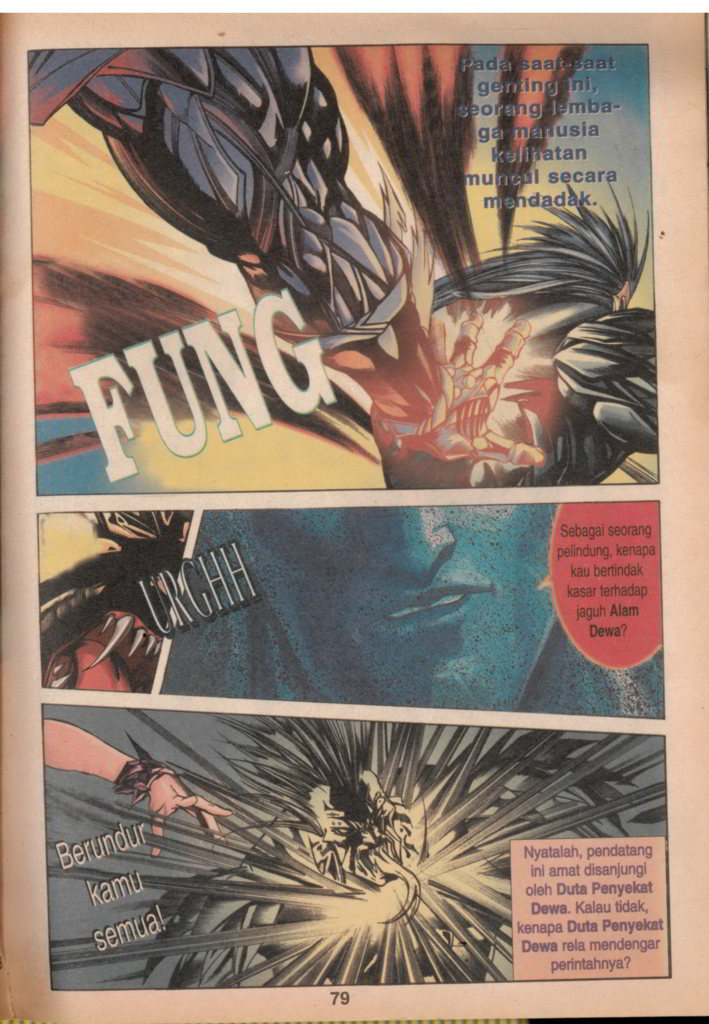 Pada saat-saat
genting ini,
seorang lemba-
ga manusia
kelihatan
muncul secara
mendadak.
FUNG
URGHH
Sebagai seorang
pelindung, kenapa
kau bertindak
kasar terhadap
jaguh Alam
Dewa?
Berundur
kamu
semua!
Nyatalah, pendatang
ini amat disanjungi
oleh Duta Penyekat
Dewa. Kalau tidak,
kenapa Duta Penyekat
Dewa rela mendengar
perintahnya?
79